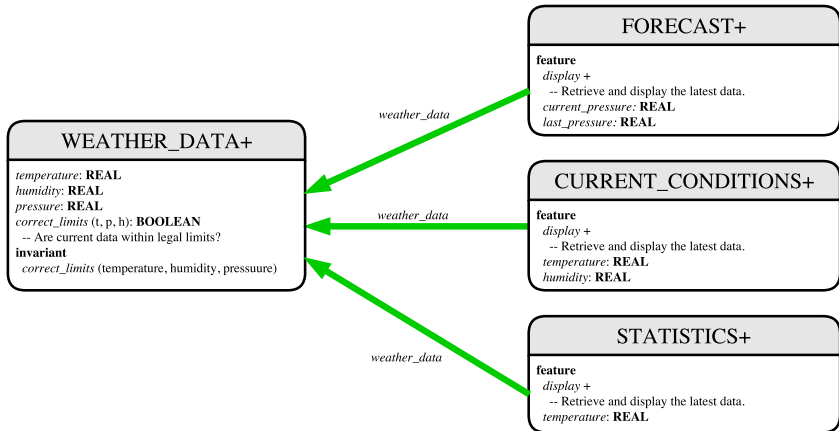 WEATHER_DATA+
temperature: REAL
humidity: REAL
pressure: REAL
correct_limits (t, p, h): BOOLEAN
-- Are current data within legal limits?
invariant
correct_limits (temperature, humidity, pressuure)
weather_data
weather_data
weather_data
FORECAST+
feature
display +
-- Retrieve and display the latest data.
current_pressure: REAL
last_pressure: REAL
CURRENT_CONDITIONS+
feature
display +
-- Retrieve and display the latest data.
temperature: REAL
humidity: REAL
STATISTICS+
feature
display +
-- Retrieve and display the latest data.
temperature: REAL